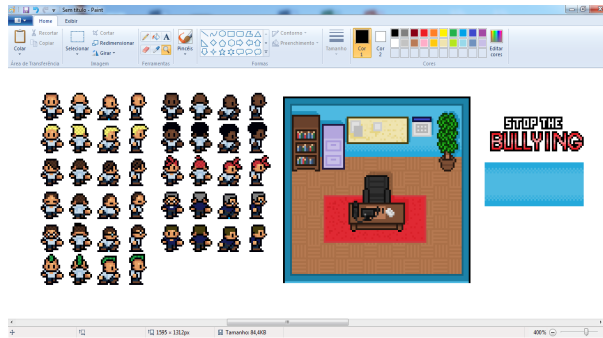 Sem título - Paint
Home Exibir
Colar
Recortar
Copiar
Área de Transferência
Selecionar
Cortar
Redimensionar
Girar
Imagem
Ferramentas
Pincéis
Contorno
Preenchimento
Formas
Tamanho
Cor
1
Cor
2
Editar
cores
Cores
STOP THE
BULLYING
1595 × 1312px
Tamanho: 84,4KB
400%